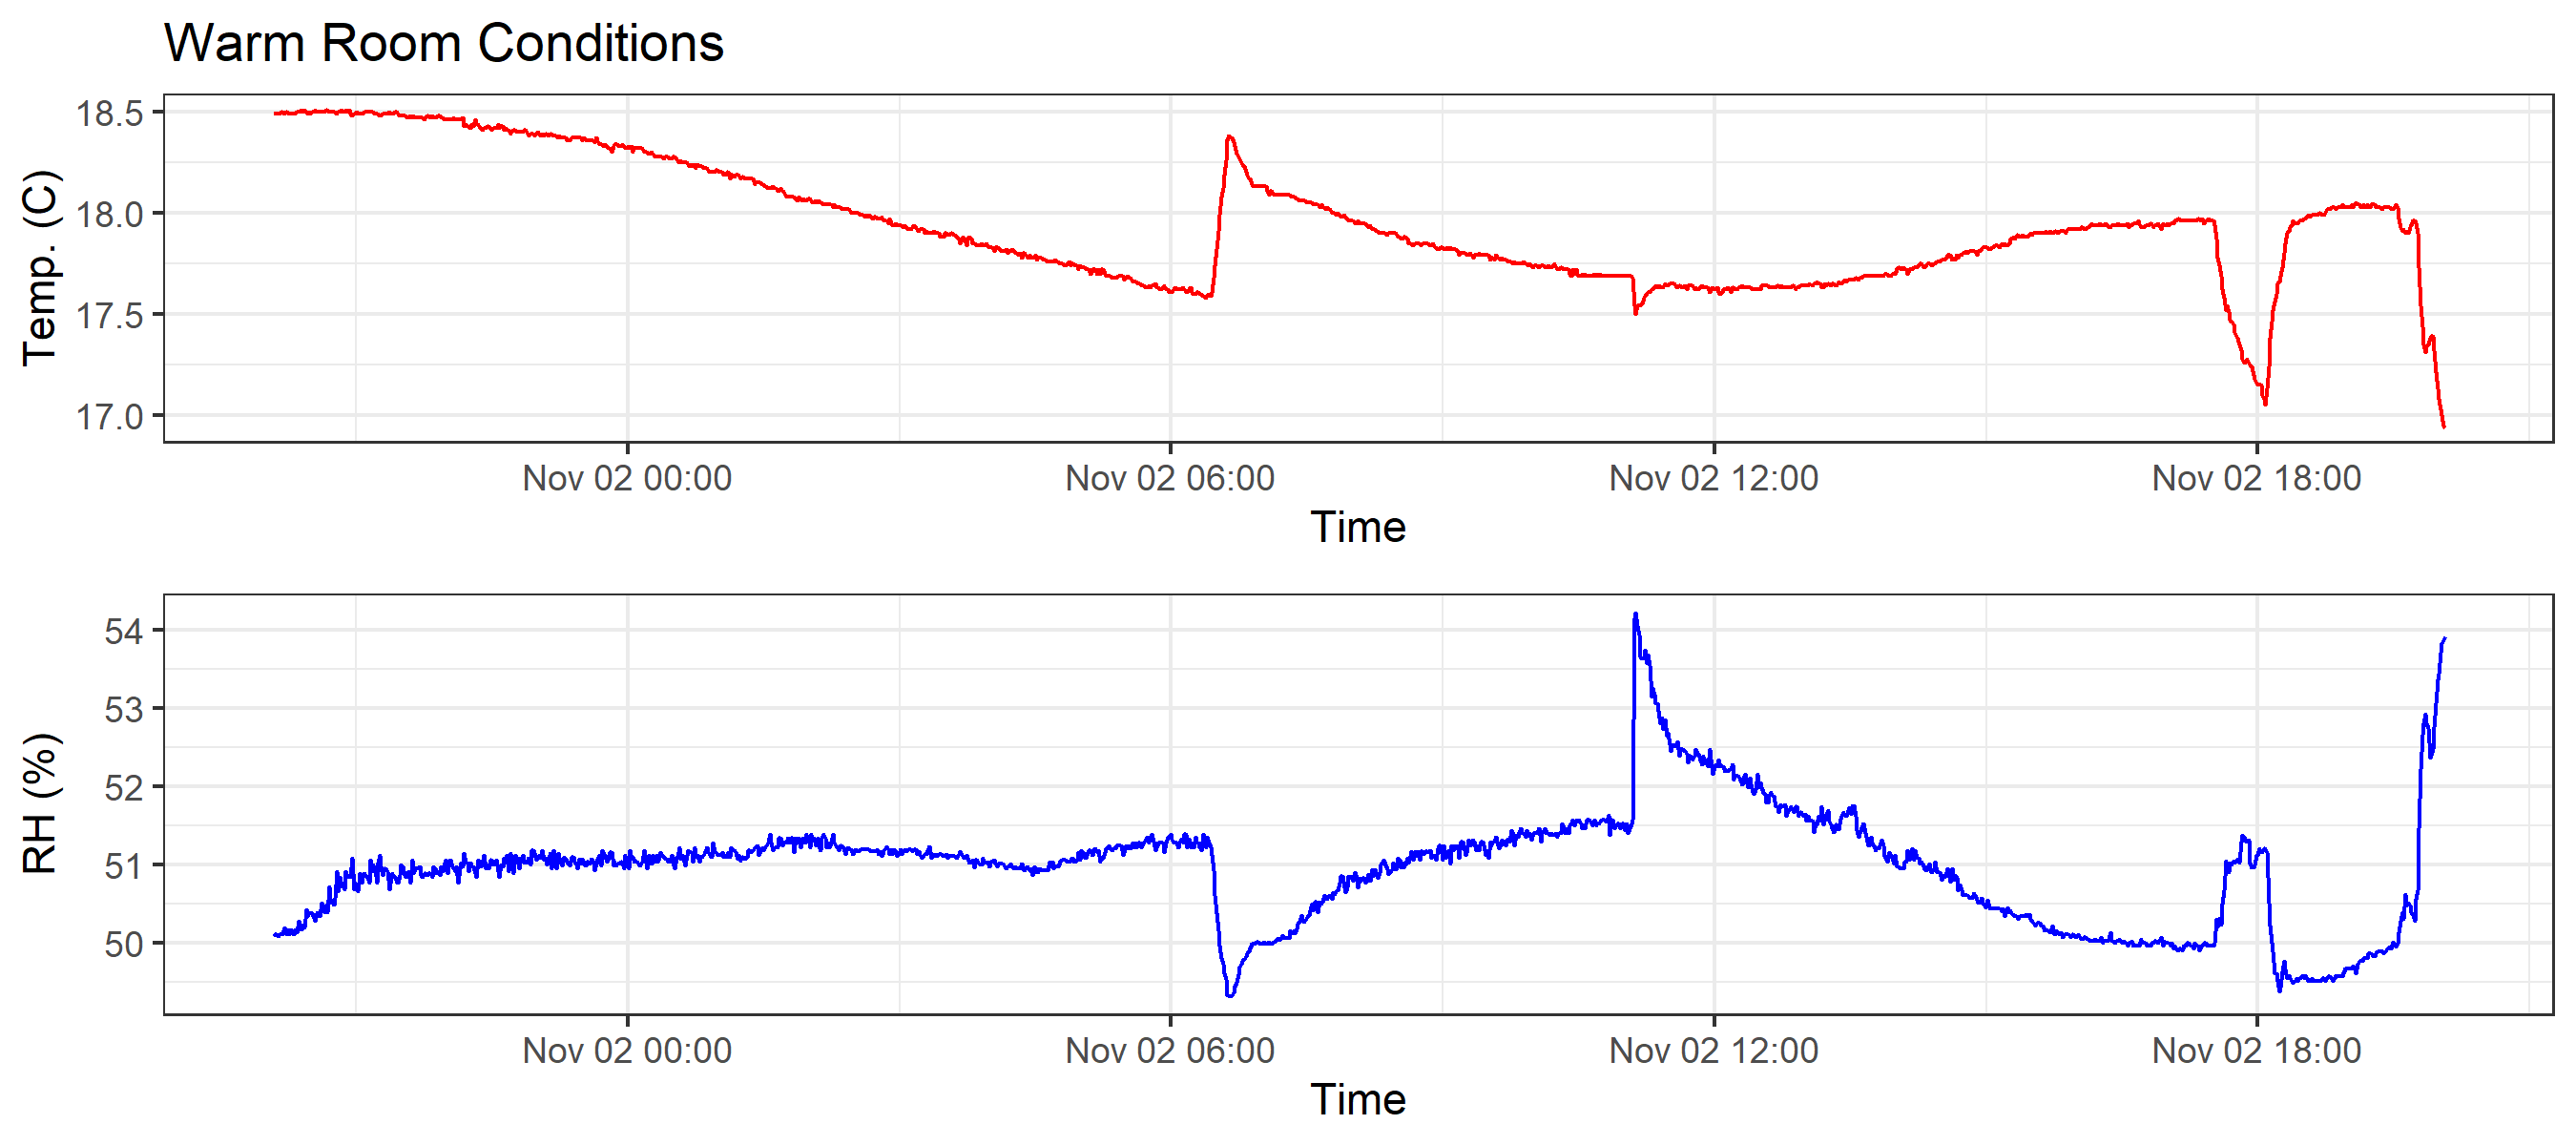 Warm Room Conditions
Temp. (C)
18.5
18.0
17.5
17.0
Nov 02 00:00 Nov 02 06:00 Nov 02 12:00 Nov 02 18:00
Time
RH (%)
54
53
52
51
50
Nov 02 00:00 Nov 02 06:00 Nov 02 12:00 Nov 02 18:00
Time